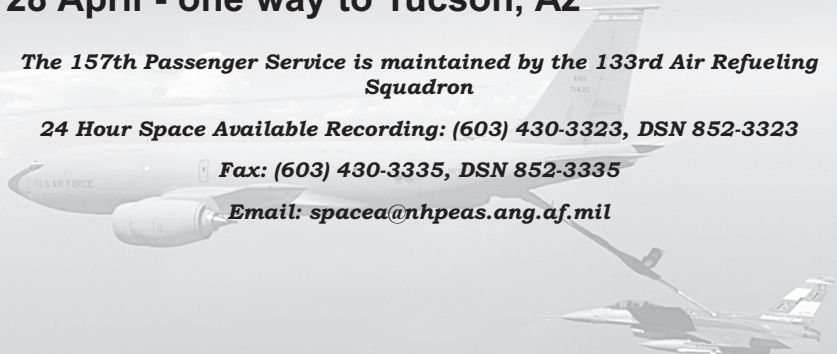 28 April - one way to Tucson, AZ
The 157th Passenger Service is maintained by the 133rd Air Refueling
Squadron
24 Hour Space Available Recording: (603) 430-3323, DSN 852-3323
Fax: (603) 430-3335, DSN 852-3335
Email: spacea@nhpeas.ang.af.mil
U.S. AIR FORCE
ANG
71430